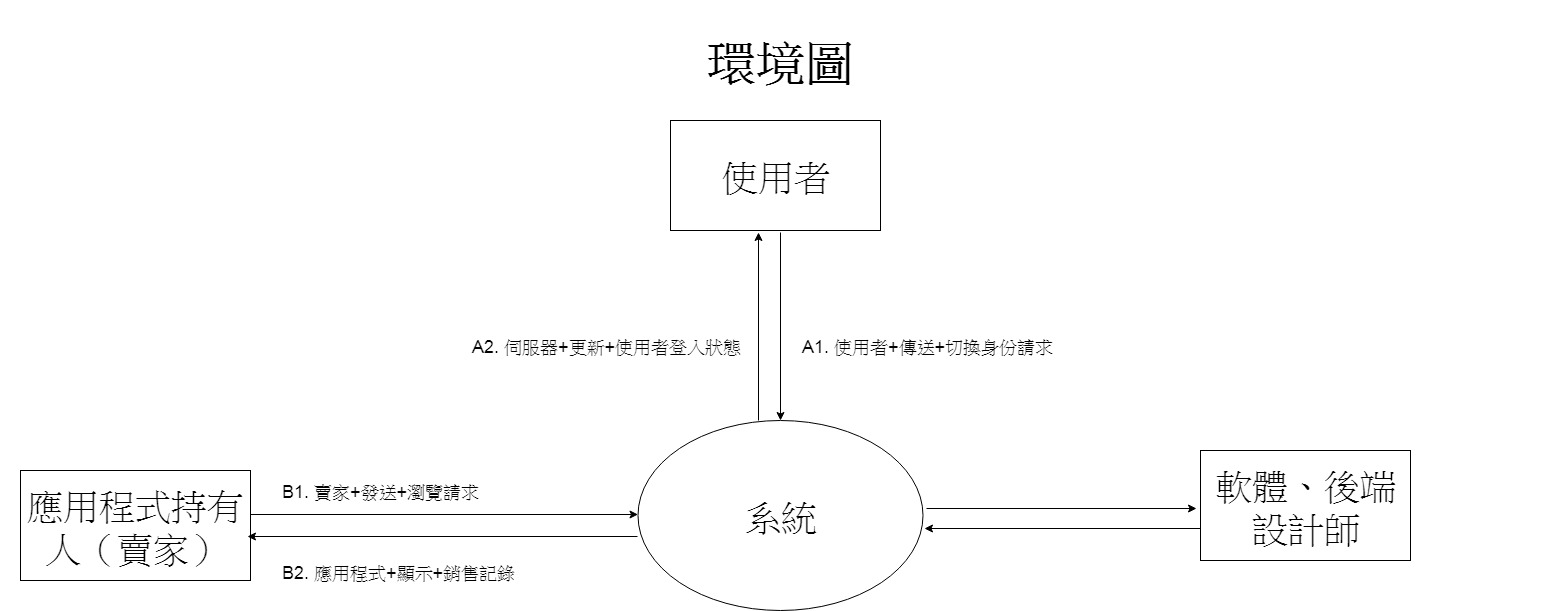 環境圖
使用者
A2. 伺服器+更新+使用者登入狀態
A1. 使用者+傳送+切換身份請求
應用程式持有
人（賣家）
B1. 賣家+發送+瀏覽請求
B2. 應用程式+顯示+銷售記錄
系統
軟體、後端
設計師